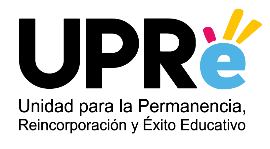 UPRe
Unidad para la Permanencia,
Reincorporación y Éxito Educativo